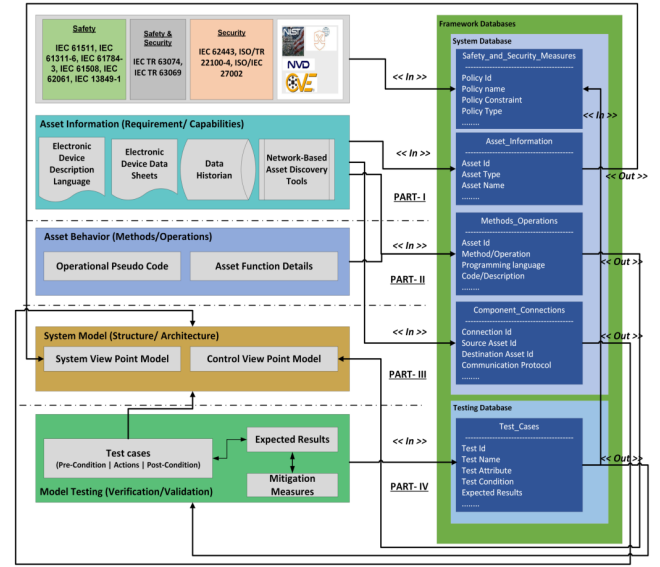 Safety
IEC 61511, IEC
61311-6, IEC 61784-
3, IEC 61508, IEC
62061, IEC 13849-1
Safety &
Security
IEC TR 63074,
IEC TR 63069
Security
IEC 62443, ISO/TR
22100-4, ISO/IEC
27002
NIST
NVD
CVE
<< In >>
Framework Databases
System Database
Safety_and_Security_Measures
Policy Id
Policy name
Policy Constraint
Policy Type
........
<< In >>
Asset Information (Requirement/ Capabilities)
Electronic
Device
Description
Language
Electronic
Device Data
Sheets
Data
Historian
Network-Based
Asset Discovery
Tools
<< In >>
PART- I
Asset_Information
Asset Id
Asset Type
Asset Name
........
<< Out >>
Asset Behavior (Methods/Operations)
Operational Pseudo Code
Asset Function Details
<< In >>
PART- II
Methods_Operations
Asset Id
Method/Operation
Programming language
Code/Description
........
<< Out >>
System Model (Structure/ Architecture)
System View Point Model
Control View Point Model
<< In >>
PART- III
Component_Connections
Connection Id
Source Asset Id
Destination Asset Id
Communication Protocol
........
Test cases
(Pre-Condition | Actions | Post-Condition)
Expected Results
Mitigation
Measures
Model Testing (Verification/Validation)
<< In >>
PART- IV
Testing Database
Test_Cases
Test Id
Test Name
Test Attribute
Test Condition
Expected Results
........
<< Out >>